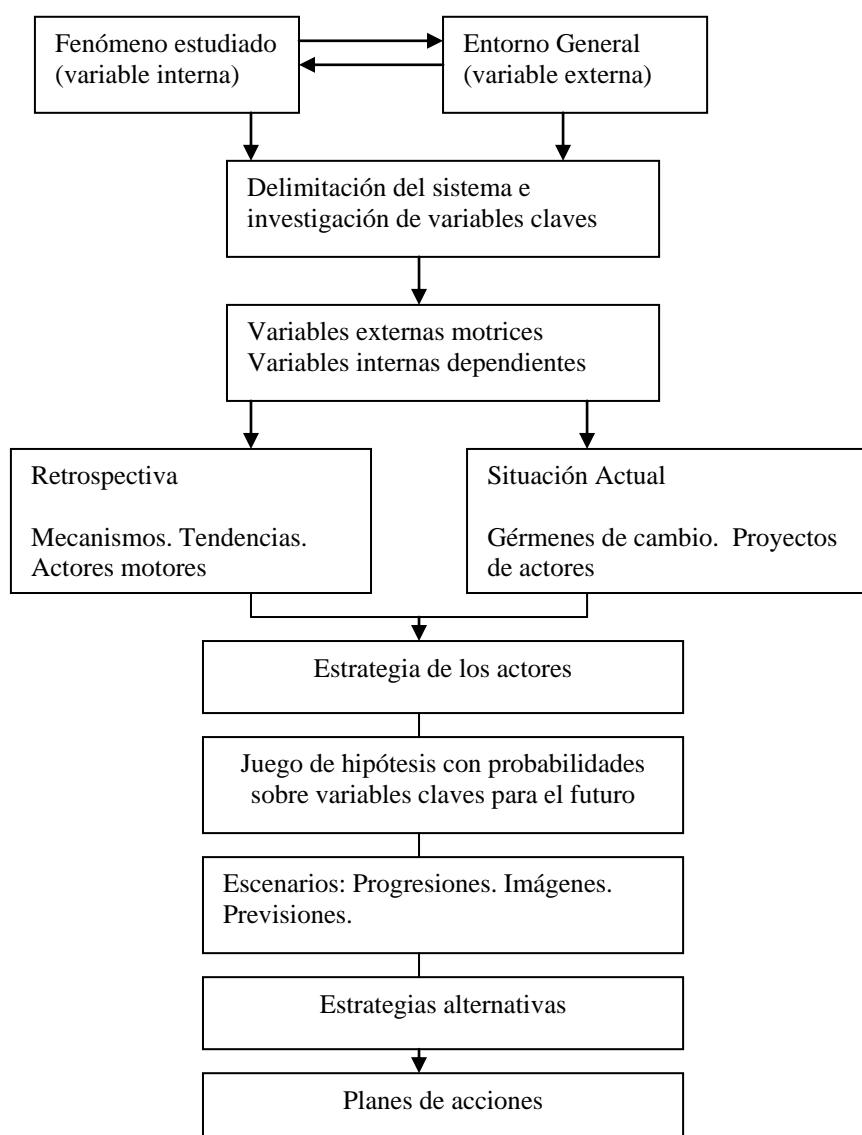 Fenómeno estudiado
(variable interna)
Entorno General
(variable externa)
Delimitación del sistema e
investigación de variables claves
Variables externas motrices
Variables internas dependientes
Retrospectiva
Mecanismos. Tendencias.
Actores motores
Situación Actual
Gérmenes de cambio.  Proyectos
de actores
Estrategia de los actores
Juego de hipótesis con probabilidades
sobre variables claves para el futuro
Escenarios: Progresiones. Imágenes.
Previsiones.
Estrategias alternativas
Planes de acciones